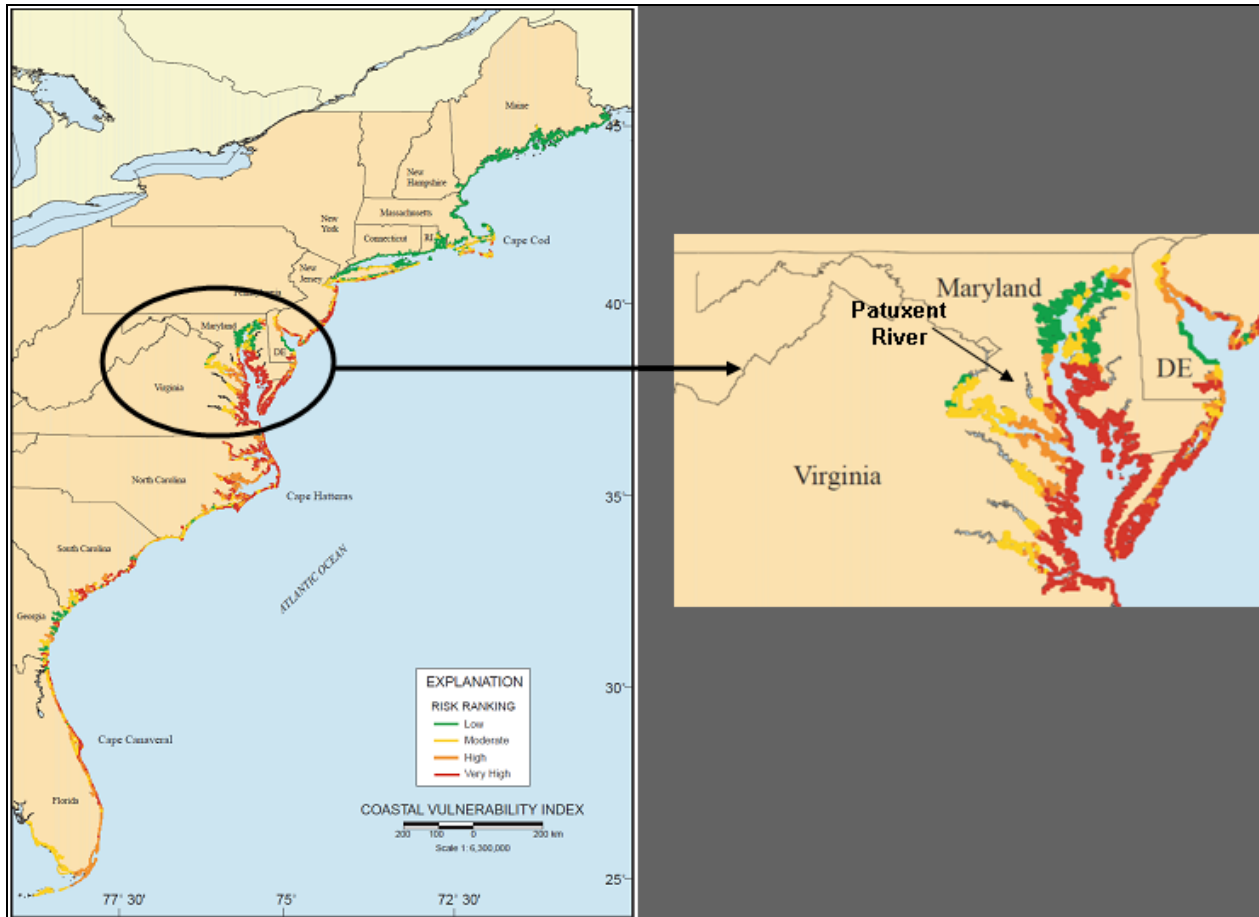 Maine
45°
New
Hampshire
Massachusetts
New
York
Connecticut
RI
Cape Cod
New
Jersey
Pennsylvania
40°
Maryland
DE
Virginia
North Carolina
Cape Hatteras
35°
South Carolina
ATLANTIC OCEAN
Georgia
30°
Cape Canaveral
Florida
EXPLANATION
RISK RANKING
Low
Moderate
High
Very High
COASTAL VULNERABILITY INDEX
200 100 0 200 km
Scale 1: 6,300,000
25°
77° 30' 75° 72° 30'
Maryland
Patuxent
River
DE
Virginia